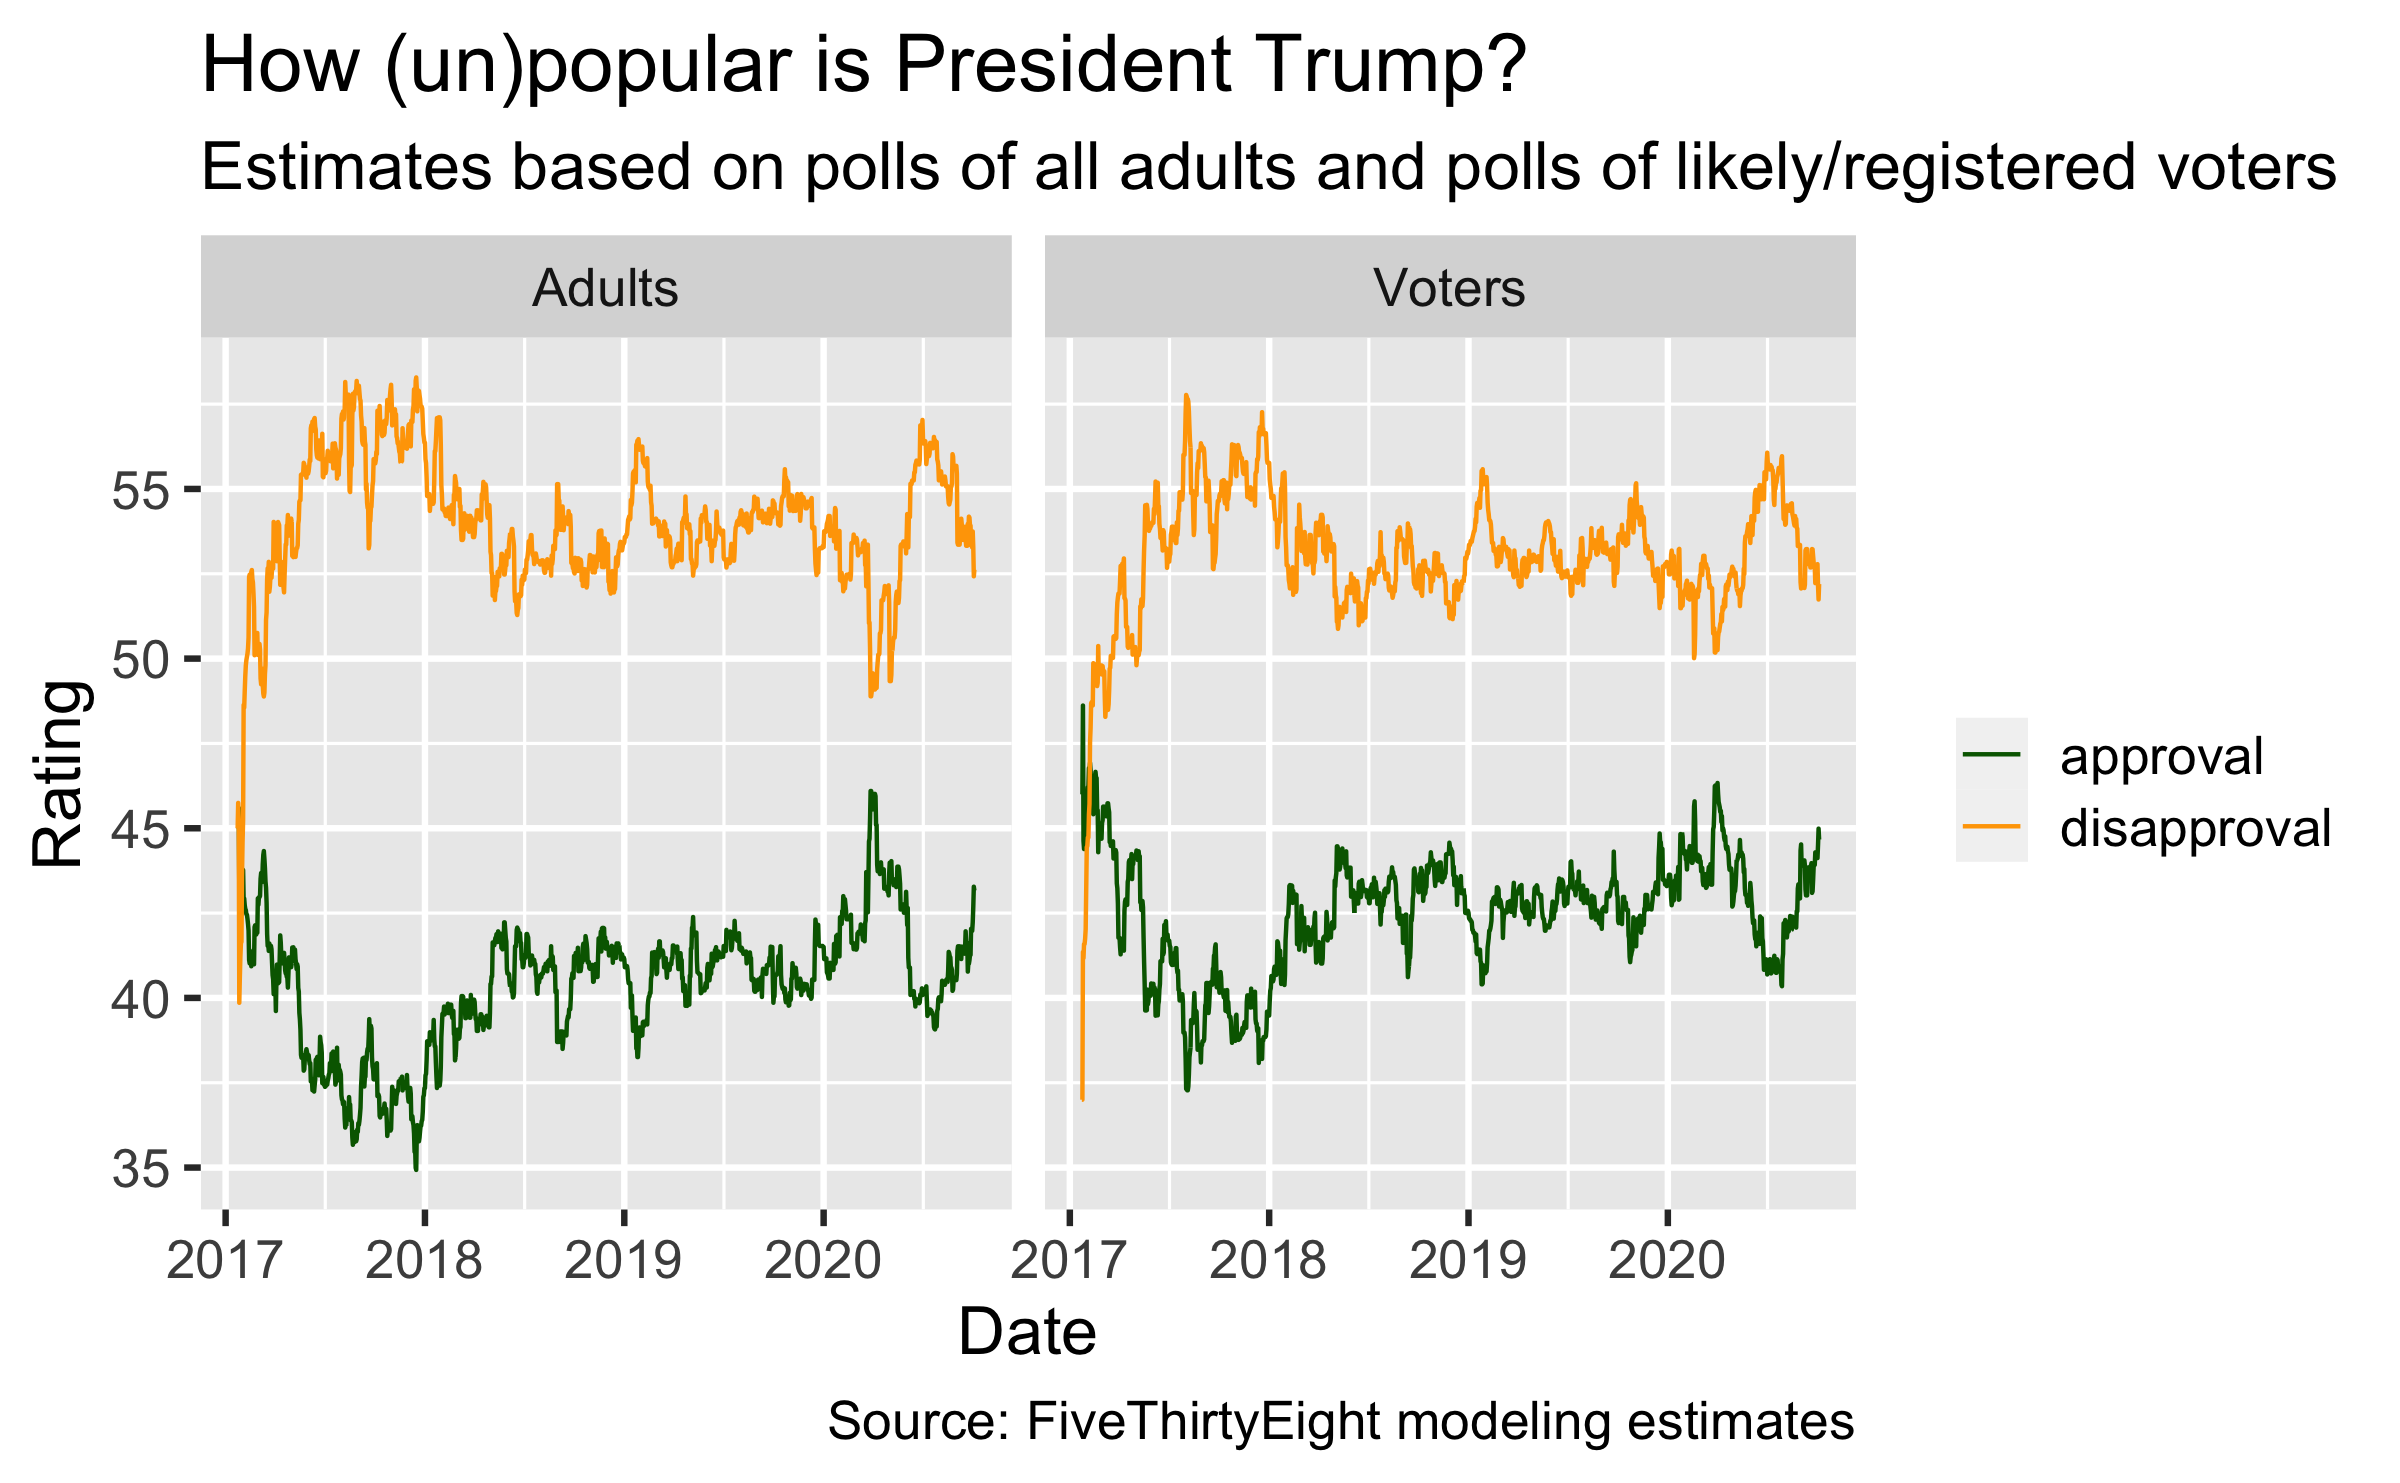 How (un)popular is President Trump?
Estimates based on polls of all adults and polls of likely/registered voters
Adults
Voters
55
50
45
40
35
Rating
2017 2018 2019 2020
2017 2018 2019 2020
Date
approval
disapproval
Source: FiveThirtyEight modeling estimates